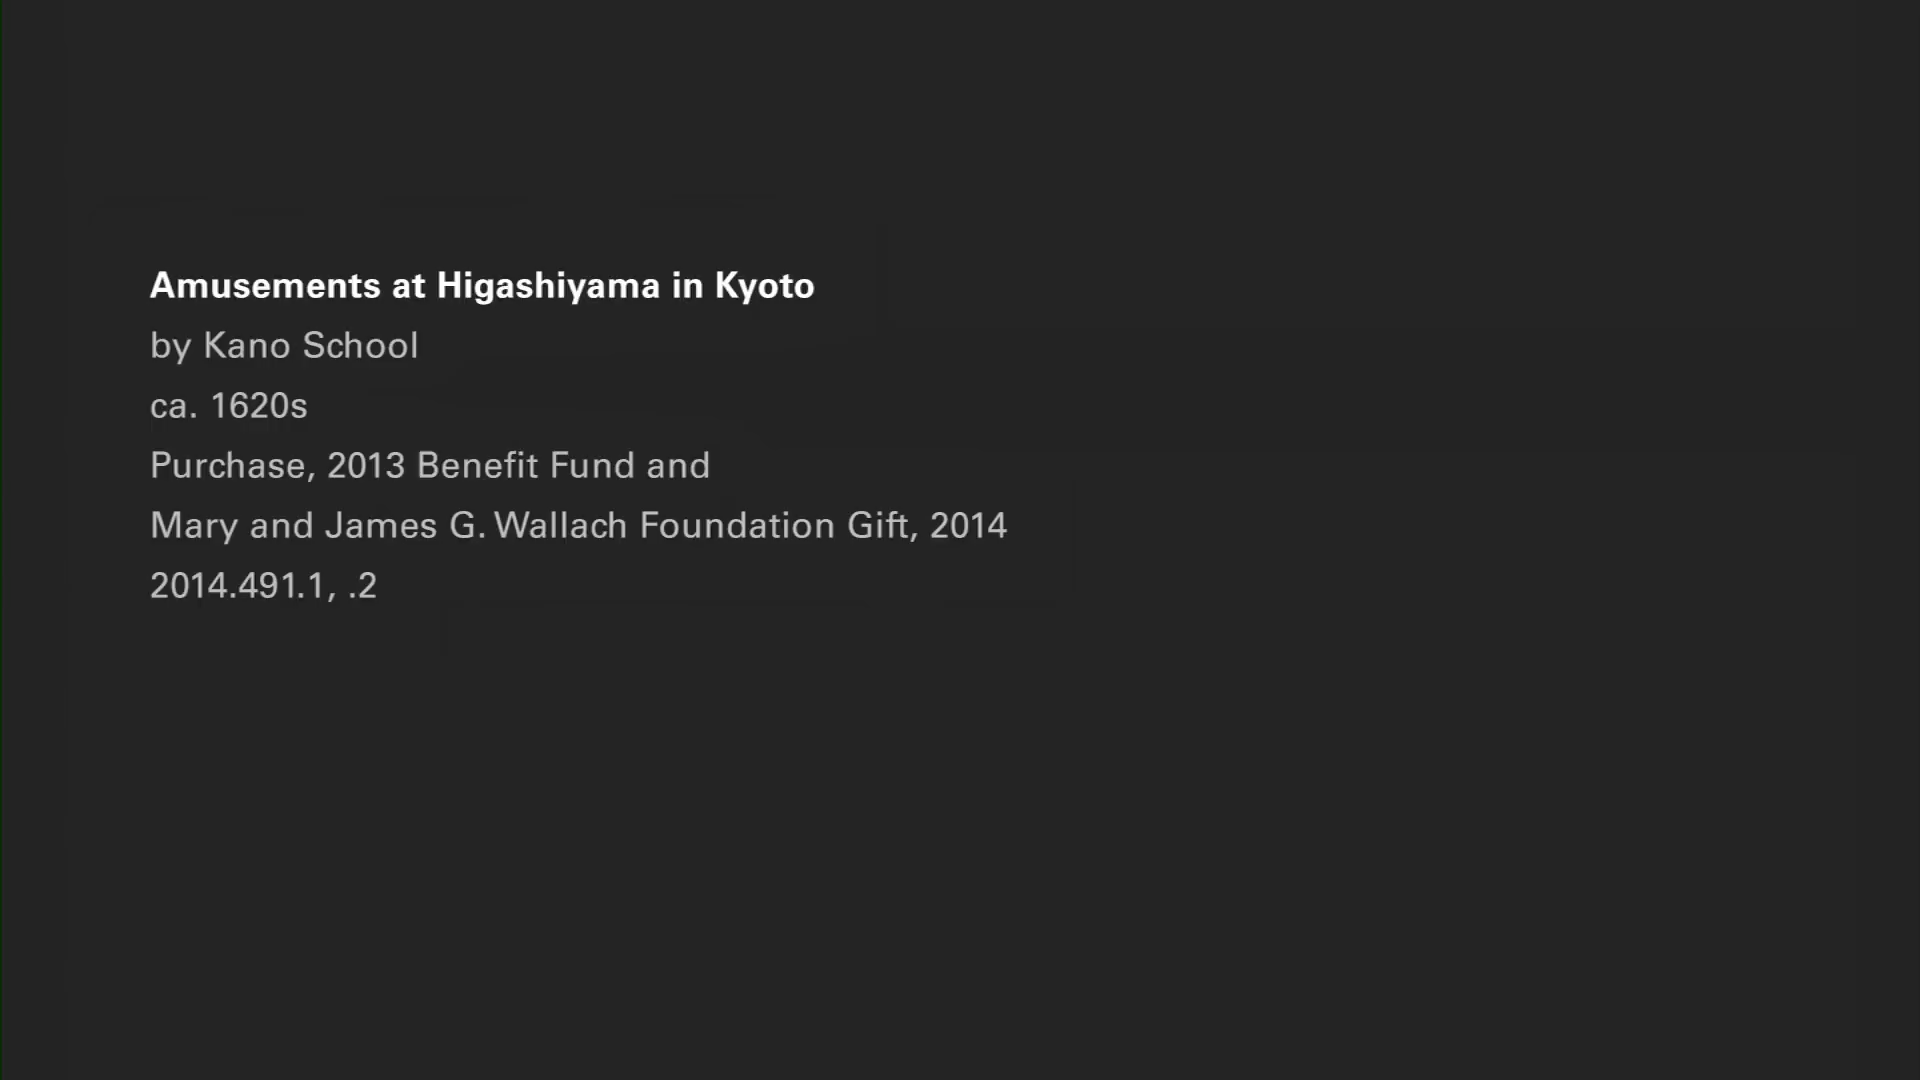 Amusements at Higashiyama in Kyoto
by Kano School
ca. 1620s
Purchase, 2013 Benefit Fund and
Mary and James G. Wallach Foundation Gift, 2014
2014.491.1, .2